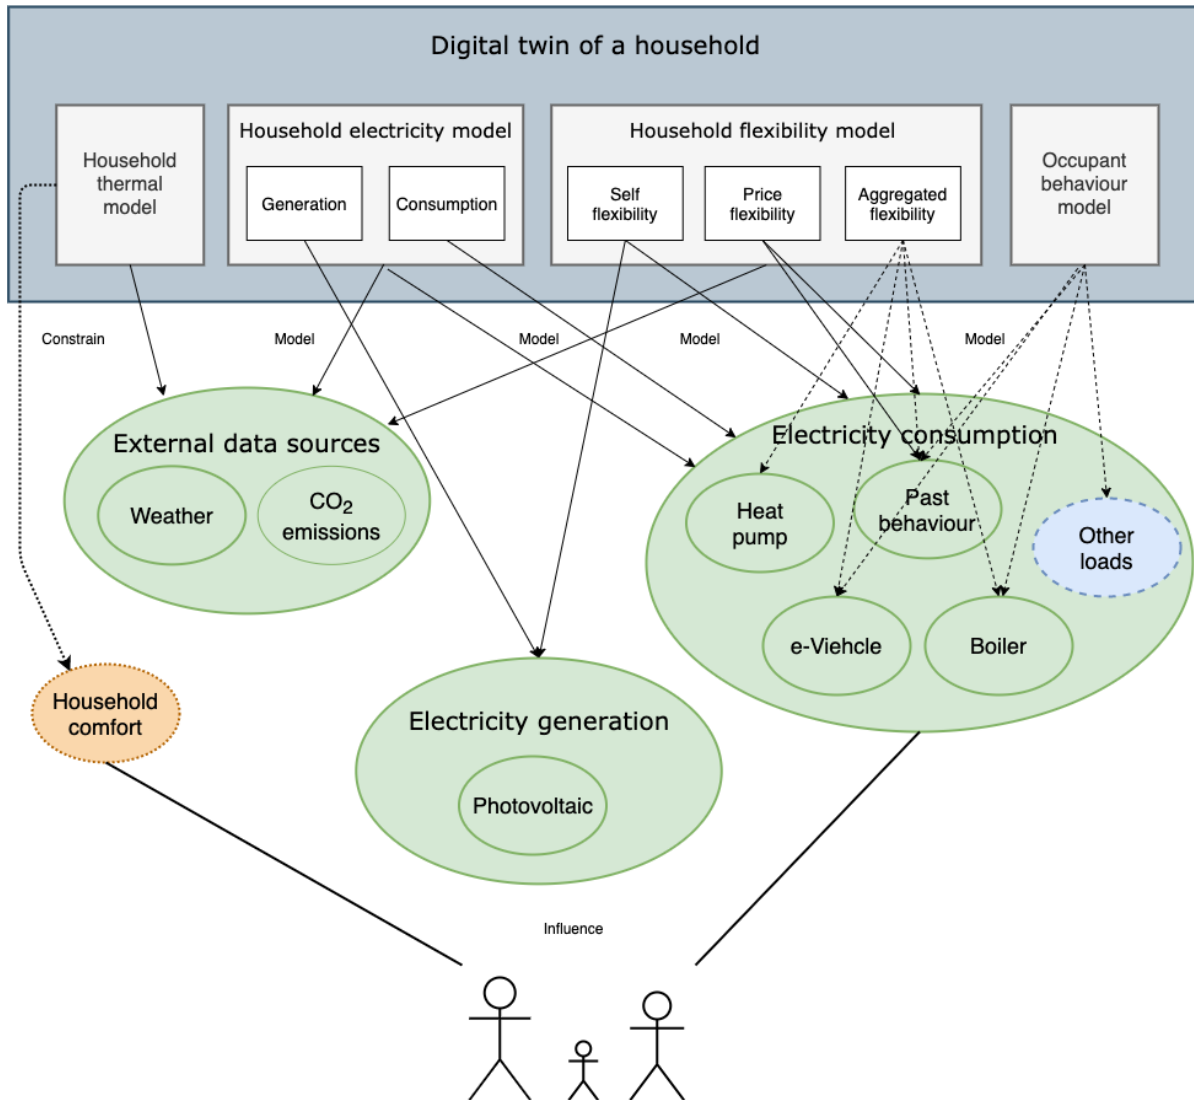 Digital twin of a household
Household
thermal
model
Household electricity model
Generation
Consumption
Household flexibility model
Self
flexibility
Price
flexibility
Aggregated
flexibility
Occupant
behaviour
model
Constrain
Model
Model
Model
Model
External data sources
Weather
CO₂
emissions
Electricity consumption
Heat
pump
Past
behaviour
Other
loads
e-Viehcle
Boiler
Household
comfort
Electricity generation
Photovoltaic
Influence